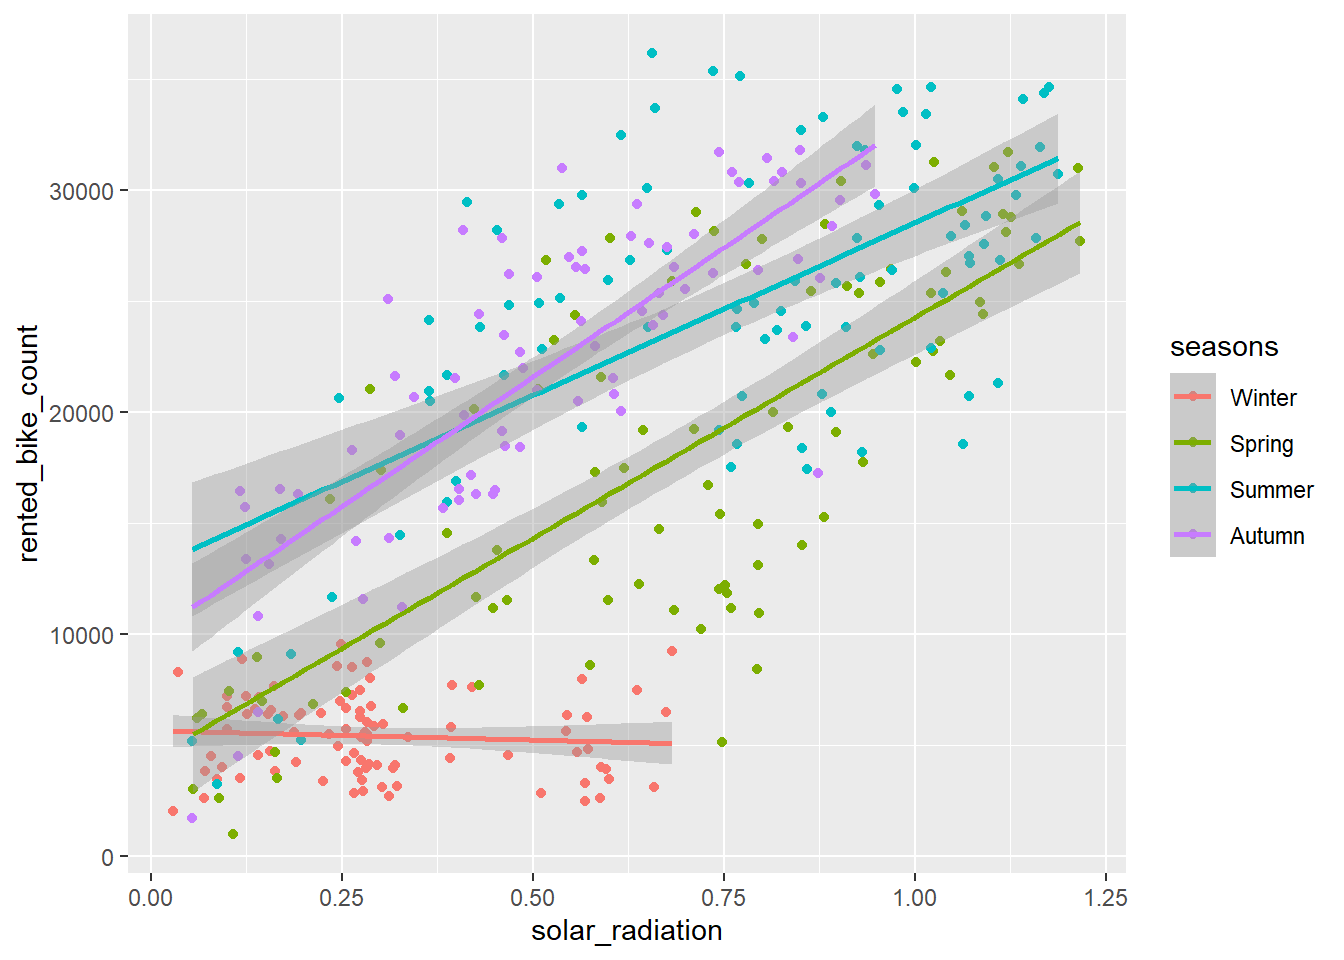 rented_bike_count
30000
20000
10000
0
0.00 0.25 0.50 0.75 1.00 1.25
solar_radiation
seasons
Winter
Spring
Summer
Autumn